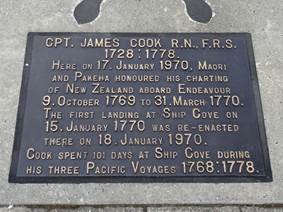 CPT. JAMES COOK R.N., F.R.S.
1728:1778.
HERE ON 17. JANUARY 1970, MAORI
AND PAKEHA HONOURED HIS CHARTING
OF NEW ZEALAND ABOARD ENDEAVOUR
9. OCTOBER 1769 TO 31. MARCH 1770.
THE FIRST LANDING AT SHIP COVE ON
15. JANUARY 1770 WAS RE-ENACTED
THERE ON 18. JANUARY 1970.
COOK SPENT 101 DAYS AT SHIP COVE DURING
HIS THREE PACIFIC VOYAGES 1768:1778.